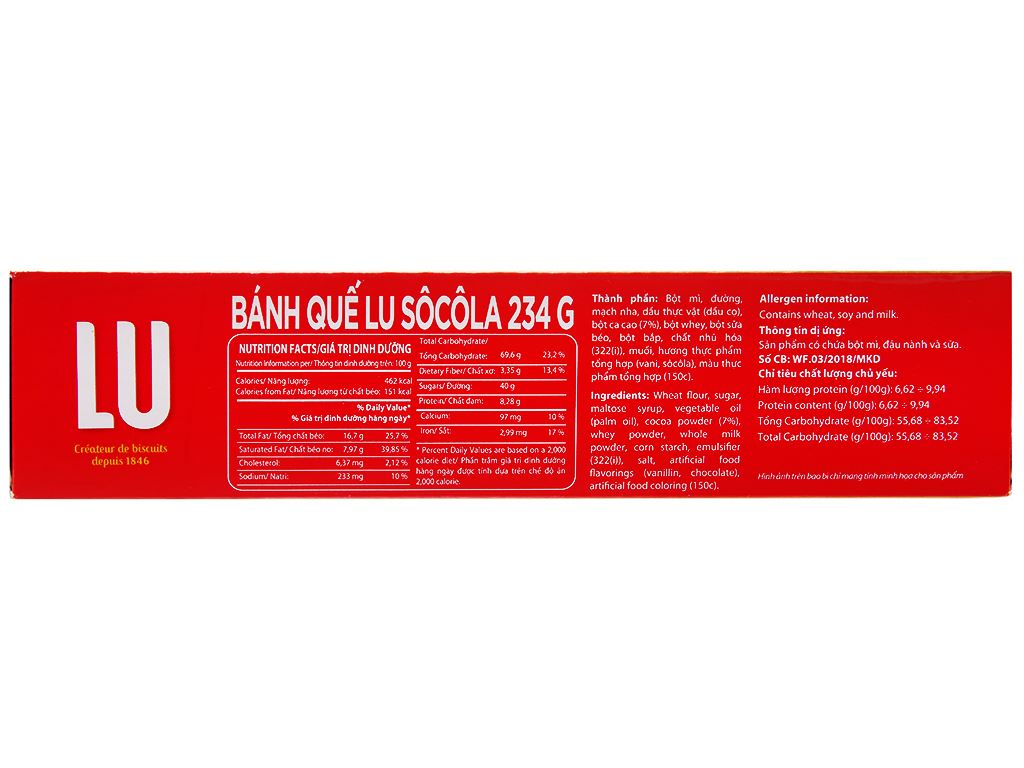 LU
Créateur de biscuits
depuis 1846
BÁNH QUẾ LU SÔCÔLA 234 G
NUTRITION FACTS/GIÁ TRỊ DINH DƯỠNG
Nutrition information per/ Thông tin dinh dưỡng trên: 100 g
Calories/ Năng lượng: 462 kcal
Calories from Fat/ Năng lượng từ chất béo: 151 kcal
% Daily Value*
% Giá trị dinh dưỡng hàng ngày*
Total Fat/ Tổng chất béo: 16,7 g 25,7 %
Saturated Fat/ Chất béo no: 7,97 g 39,85 %
Cholesterol: 6,37 mg 2,12 %
Sodium/ Natri: 233 mg 10 %
Total Carbohydrate/
Tổng Carbohydrate: 69,6 g 23,2 %
Dietary Fiber/ Chất xơ: 3,35 g 13,4 %
Sugars/ Đường: 40 g
Protein/ Chất đạm: 8,28 g
Calcium: 97 mg 10 %
Iron/ Sắt: 2,99 mg 17 %
* Percent Daily Values are based on a 2,000
calorie diet/ Phần trăm giá trị dinh dưỡng
hàng ngày được tính dựa trên chế độ ăn
2,000 calorie.
Thành phần: Bột mì, đường,
mạch nha, dầu thực vật (dầu cọ),
bột ca cao (7%), bột whey, bột sữa
béo, bột bắp, chất nhũ hóa
(322(i)), muối, hương thực phẩm
tổng hợp (vani, sôcôla), màu thực
phẩm tổng hợp (150c).
Ingredients: Wheat flour, sugar,
maltose syrup, vegetable oil
(palm oil), cocoa powder (7%),
whey powder, whole milk
powder, corn starch, emulsifier
(322(i)), salt, artificial food
flavorings (vanillin, chocolate),
artificial food coloring (150c).
Allergen information:
Contains wheat, soy and milk.
Thông tin dị ứng:
Sản phẩm có chứa bột mì, đậu nành và sữa.
Số CB: WF.03/2018/MKD
Chỉ tiêu chất lượng chủ yếu:
Hàm lượng protein (g/100g): 6,62 ÷ 9,94
Protein content (g/100g): 6,62 ÷ 9,94
Tổng Carbohydrate (g/100g): 55,68 ÷ 83,52
Total Carbohydrate (g/100g): 55,68 ÷ 83,52
Hình ảnh trên bao bì chỉ mang tính minh họa cho sản phẩm